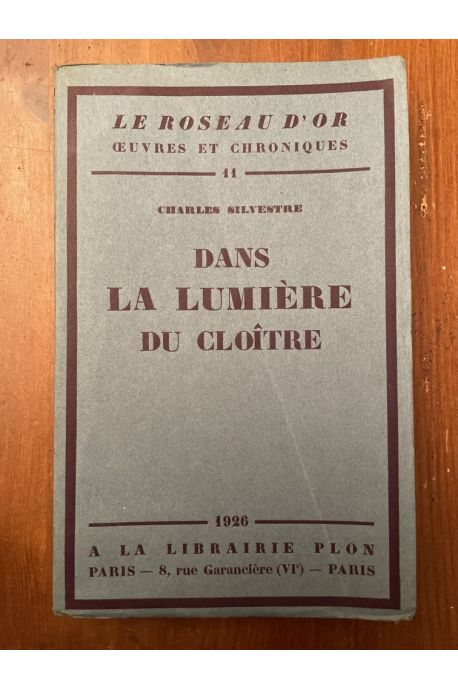 LE ROSEAU D'OR
ŒUVRES ET CHRONIQUES
11
CHARLES SILVESTRE
DANS
LA LUMIÈRE
DU CLOÎTRE
1926
A LA LIBRAIRIE PLON
PARIS — 8, rue Garancière (VIe) — PARIS